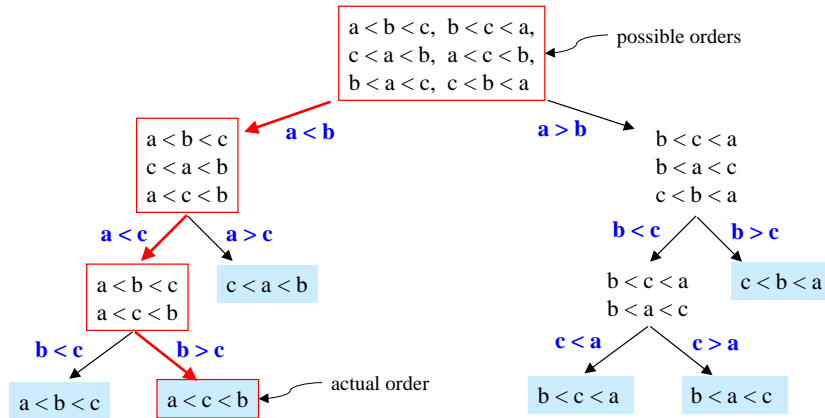 a < b < c, b < c < a,
c < a < b, a < c < b,
b < a < c, c < b < a
possible orders
a < b
a > b
a < b < c
c < a < b
a < c < b
b < c < a
b < a < c
c < b < a
a < c
a > c
b < c
b > c
a < b < c
a < c < b
c < a < b
b < c < a
b < a < c
c < b < a
b < c
b > c
c < a
c > a
a < b < c
a < c < b
actual order
b < c < a
b < a < c